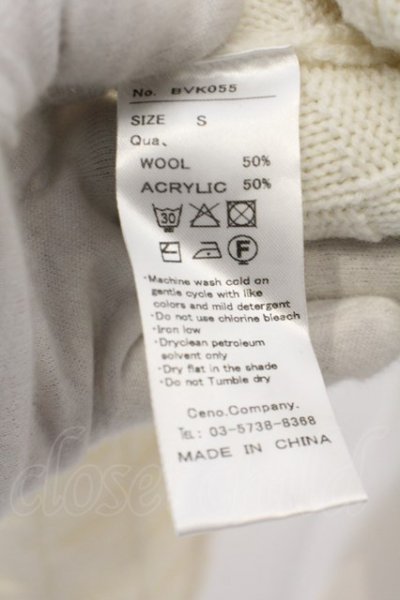 No. BVK055
SIZE S
Qua、
WOOL 50%
ACRYLIC 50%
30
F
·Machine wash cold on
gentle cycle with like
colors and mild detergent
·Do not use chlorine bleach
·Iron low
·Dryclean petroleum
solvent only
·Dry flat in the shade
·Do not Tumble dry
Ceno.Company.
TEL: 03-5738-8368
MADE IN CHINA